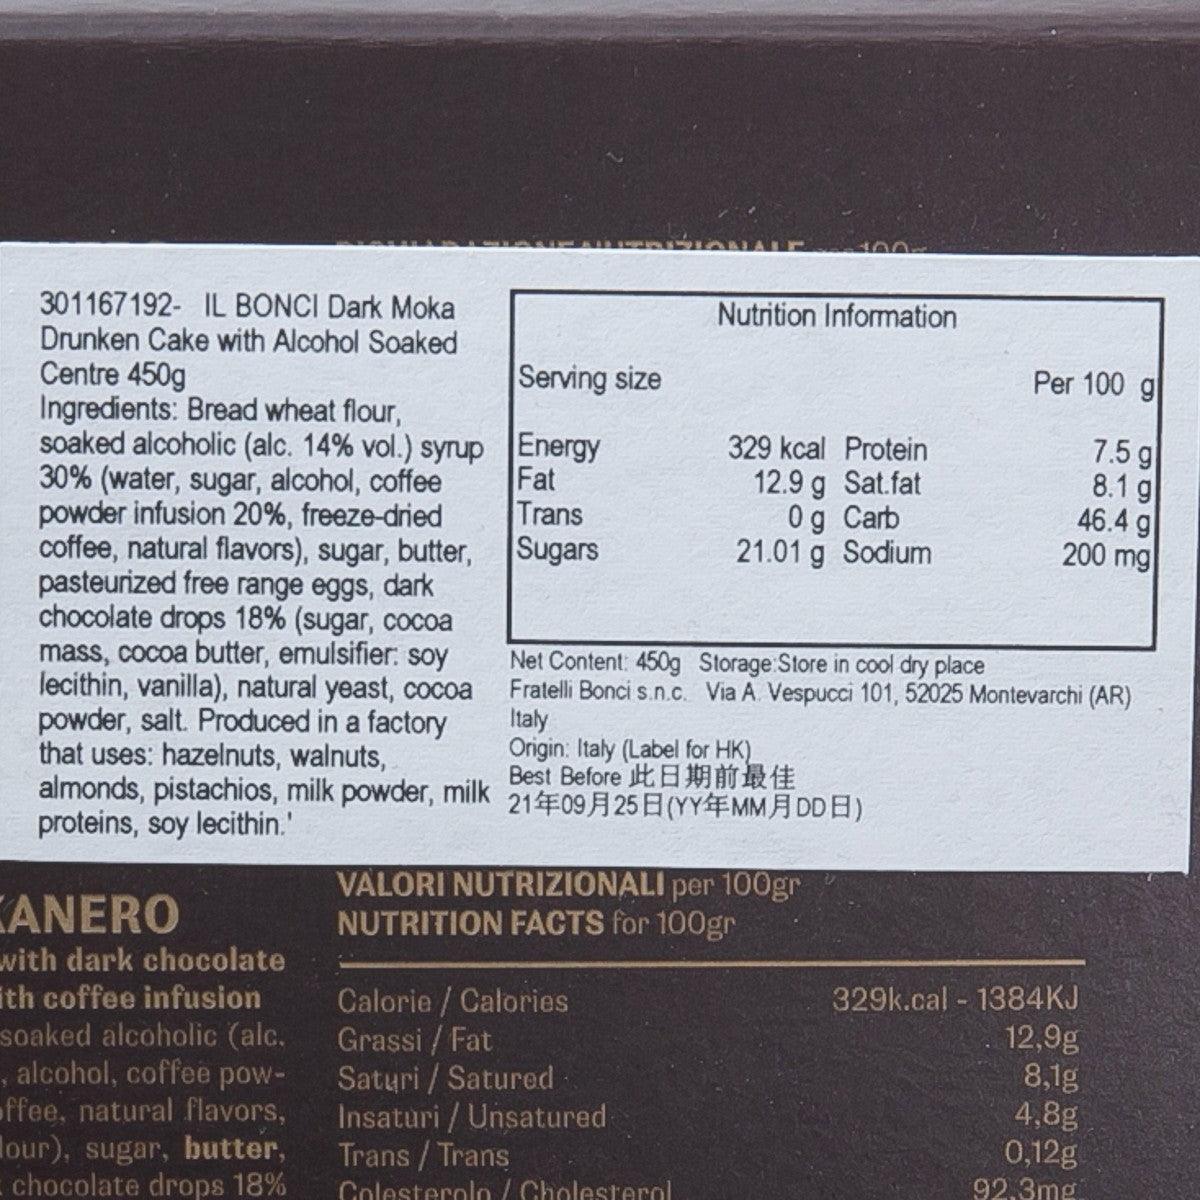 301167192- IL BONCI Dark Moka
Drunken Cake with Alcohol Soaked
Centre 450g
Ingredients: Bread wheat flour,
soaked alcoholic (alc. 14% vol.) syrup
30% (water, sugar, alcohol, coffee
powder infusion 20%, freeze-dried
coffee, natural flavors), sugar, butter,
pasteurized free range eggs, dark
chocolate drops 18% (sugar, cocoa
mass, cocoa butter, emulsifier: soy
lecithin, vanilla), natural yeast, cocoa
powder, salt. Produced in a factory
that uses: hazelnuts, walnuts,
almonds, pistachios, milk powder, milk
proteins, soy lecithin.'
Nutrition Information
Serving size Per 100 g
Energy 329 kcal Protein 7.5 g
Fat 12.9 g Sat.fat 8.1 g
Trans 0 g Carb 46.4 g
Sugars 21.01 g Sodium 200 mg
Net Content: 450g Storage:Store in cool dry place
Fratelli Bonci s.n.c. Via A. Vespucci 101, 52025 Montevarchi (AR)
Italy
Origin: Italy (Label for HK)
Best Before 此日期前最佳
21年09月25日(YY年MM月DD日)
KANERO
with dark chocolate
ith coffee infusion
soaked alcoholic (alc.
, alcohol, coffee pow-
offee, natural flavors,
lour), sugar, butter,
chocolate drops 18%
VALORI NUTRIZIONALI per 100gr
NUTRITION FACTS for 100gr
Calorie / Calories 329k.cal - 1384KJ
Grassi / Fat 12,9g
Saturi / Satured 8,1g
Insaturi / Unsatured 4,8g
Trans / Trans 0,12g
Colesterolo / Cholesterol 92,3mg